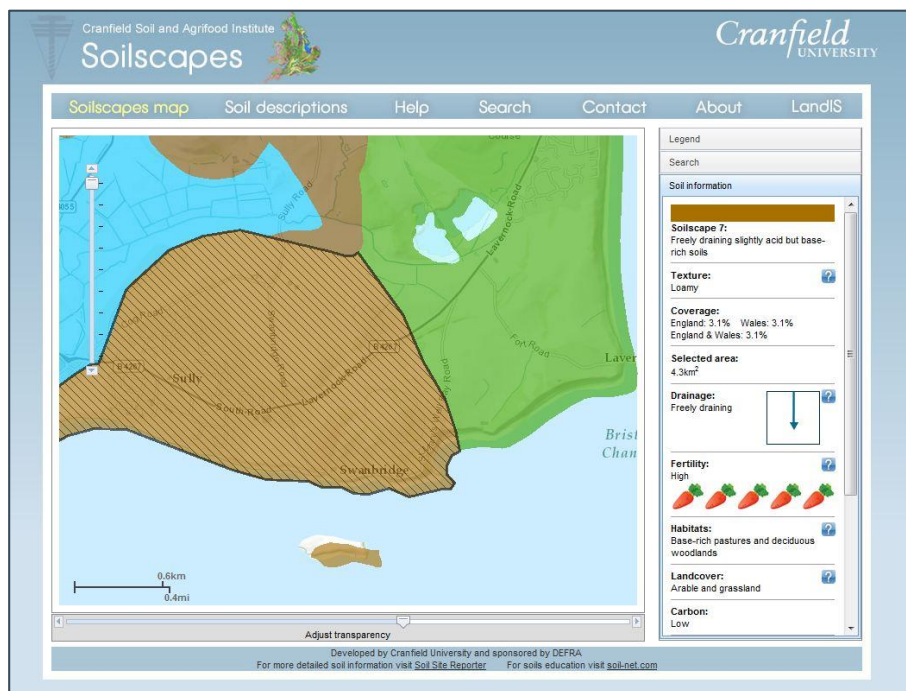 Cranfield Soil and Agrifood Institute
Soilscapes
Cranfield
UNIVERSITY
Soilscapes map
Soil descriptions
Help
Search
Contact
About
LandIS
Sully Road
Lavernock Road
Fort Road
Laver
B 4267
B 4267
Sully
South Road
Lavernock Road
Swanbridge
Brist
Chan
0.6km
0.4mi
Adjust transparency
Legend
Search
Soil information
Soilscape 7:
Freely draining slightly acid but base-
rich soils
Texture:
Loamy
Coverage:
England: 3.1% Wales: 3.1%
England & Wales: 3.1%
Selected area:
4.3km²
Drainage:
Freely draining
Fertility:
High
Habitats:
Base-rich pastures and deciduous
woodlands
Landcover:
Arable and grassland
Carbon:
Low
Developed by Cranfield University and sponsored by DEFRA
For more detailed soil information visit Soil Site Reporter For soils education visit soil-net.com